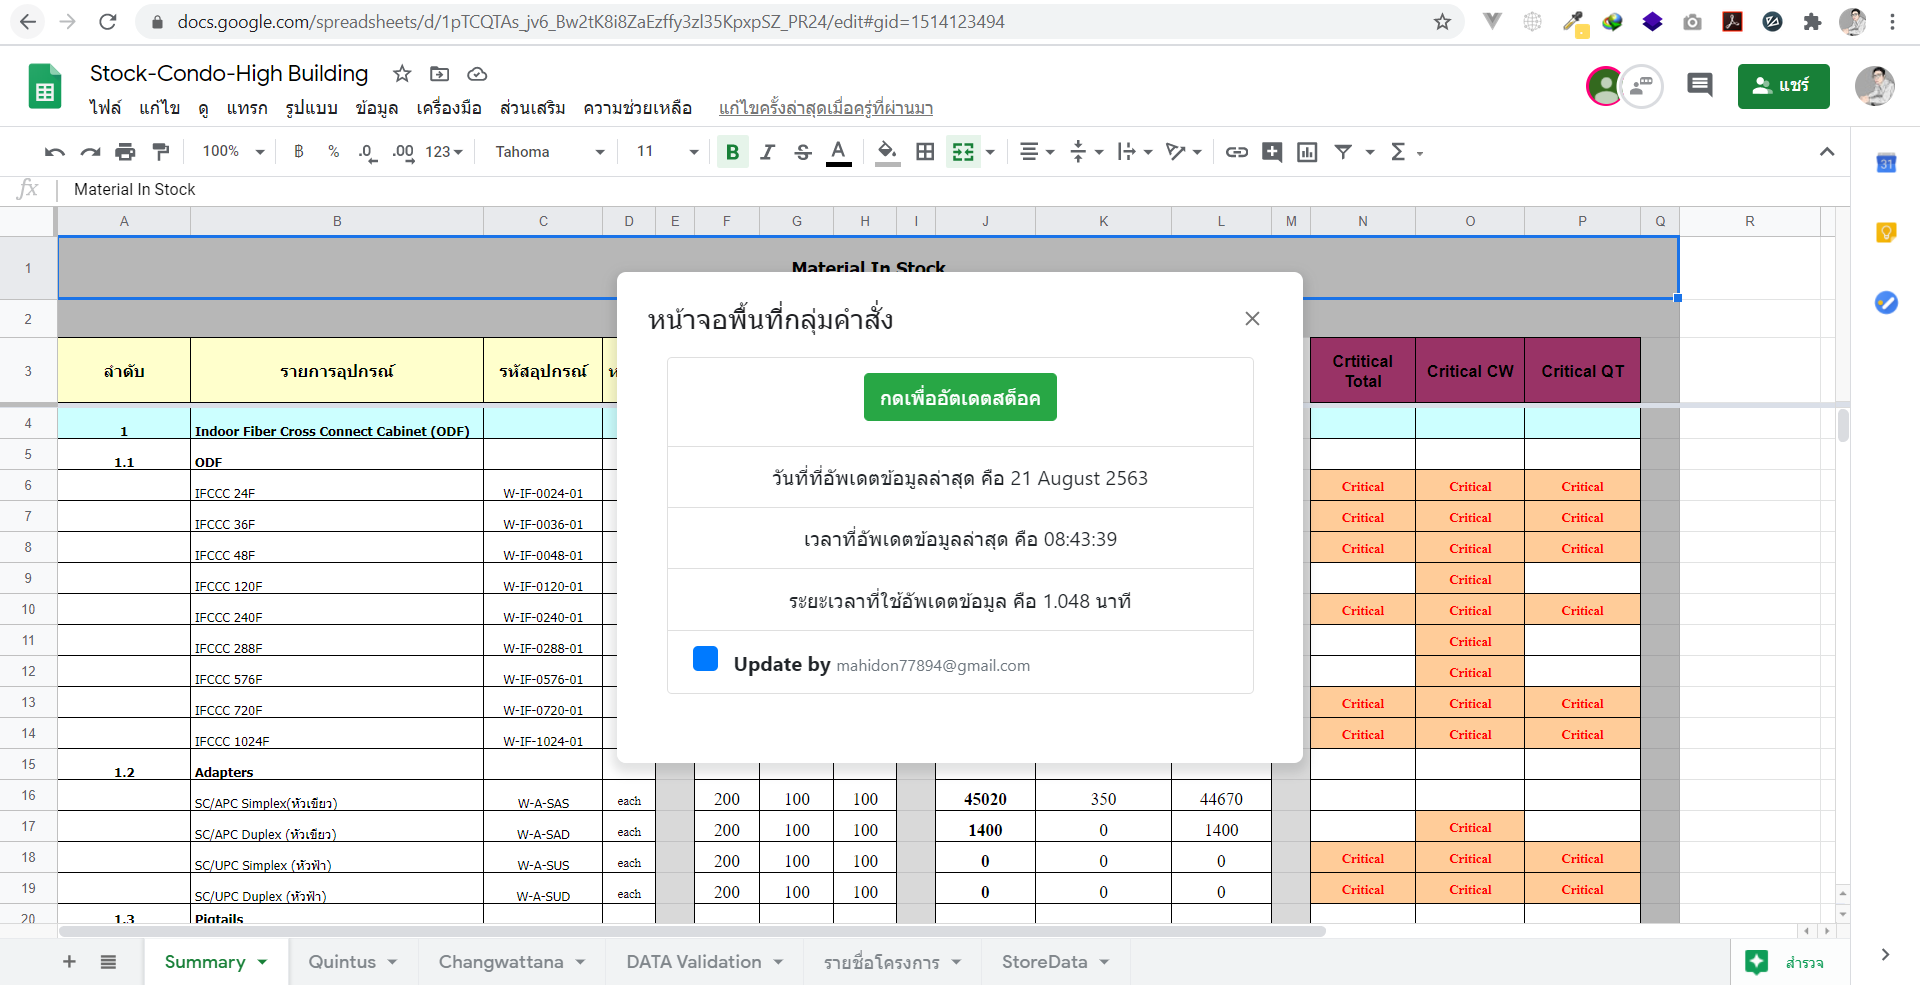 docs.google.com/spreadsheets/d/1pTCQTAs_jv6_Bw2tK8i8ZaEzffy3zl35KpxpSZ_PR24/edit#gid=1514123494
Stock-Condo-High Building
ไฟล์ แก้ไข ดู แทรก รูปแบบ ข้อมูล เครื่องมือ ส่วนเสริม ความช่วยเหลือ แก้ไขครั้งล่าสุดเมื่อครู่ที่ผ่านมา
แชร์
100% ฿ % .0 .00 123 Tahoma 11 B I S A Σ
31
fx Material In Stock
A B C D E F G H I J K L M N O P Q R
1 Material In Stock
2
3 ลำดับ รายการอุปกรณ์ รหัสอุปกรณ์ ห Crtitical Total Critical CW Critical QT
4 1 Indoor Fiber Cross Connect Cabinet (ODF)
5 1.1 ODF
6 IFCCC 24F W-IF-0024-01 Critical Critical Critical
7 IFCCC 36F W-IF-0036-01 Critical Critical Critical
8 IFCCC 48F W-IF-0048-01 Critical Critical Critical
9 IFCCC 120F W-IF-0120-01 Critical
10 IFCCC 240F W-IF-0240-01 Critical Critical Critical
11 IFCCC 288F W-IF-0288-01 Critical
12 IFCCC 576F W-IF-0576-01 Critical
13 IFCCC 720F W-IF-0720-01 Critical Critical Critical
14 IFCCC 1024F W-IF-1024-01 Critical Critical Critical
15 1.2 Adapters
16 SC/APC Simplex(หัวเขียว) W-A-SAS each 200 100 100 45020 350 44670
17 SC/APC Duplex (หัวเขียว) W-A-SAD each 200 100 100 1400 0 1400 Critical
18 SC/UPC Simplex (หัวฟ้า) W-A-SUS each 200 100 100 0 0 0 Critical Critical Critical
19 SC/UPC Duplex (หัวฟ้า) W-A-SUD each 200 100 100 0 0 0 Critical Critical Critical
20 1.3 Pigtails
หน้าจอพื้นที่กลุ่มคำสั่ง
กดเพื่ออัตเดตสต็อค
วันที่ที่อัพเดตข้อมูลล่าสุด คือ 21 August 2563
เวลาที่อัพเดตข้อมูลล่าสุด คือ 08:43:39
ระยะเวลาที่ใช้อัพเดตข้อมูล คือ 1.048 นาที
Update by mahidon77894@gmail.com
Summary Quintus Changwattana DATA Validation รายชื่อโครงการ StoreData สำรวจ